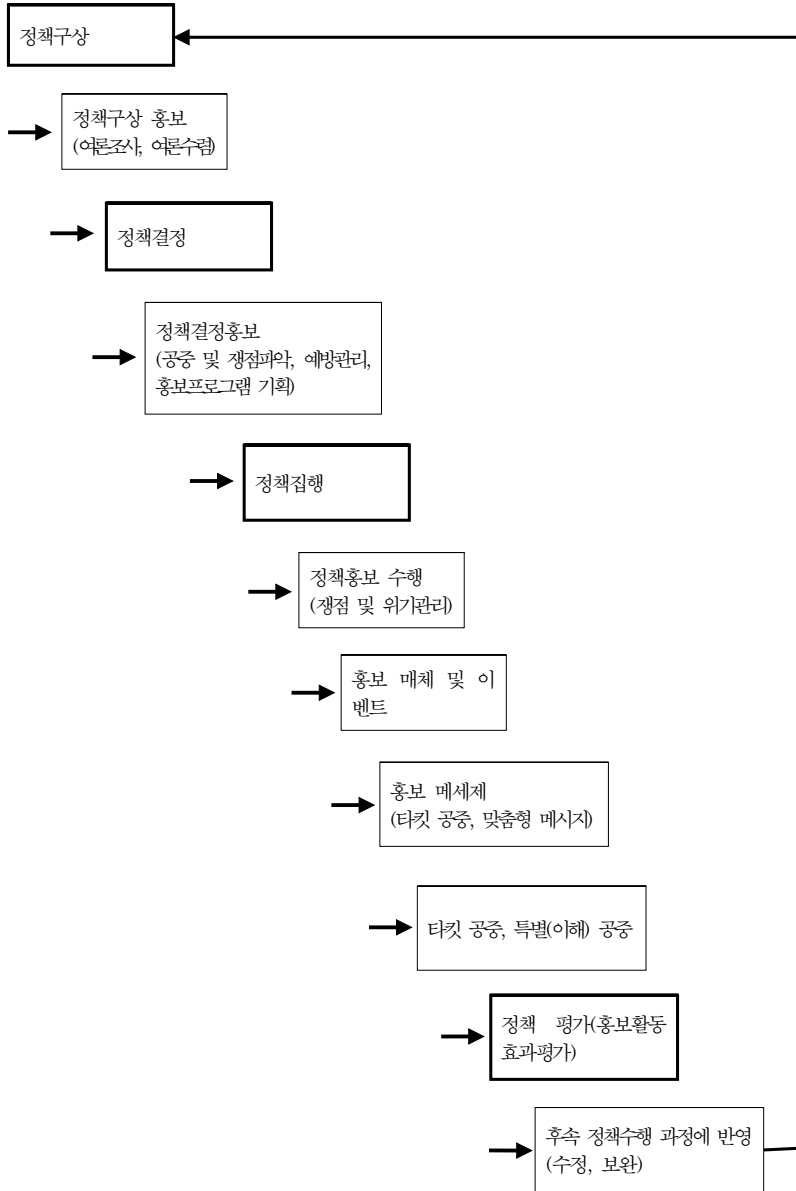 정책구상
정책구상 홍보
(여론조사, 여론수렴)
정책결정
정책결정홍보
(공중 및 쟁점파악, 예방관리,
홍보프로그램 기획)
정책집행
정책홍보 수행
(쟁점 및 위기관리)
홍보 매체 및 이
벤트
홍보 메세제
(타킷 공중, 맞춤형 메시지)
타킷 공중, 특별(이해) 공중
정책 평가(홍보활동
효과평가)
후속 정책수행 과정에 반영
(수정, 보완)